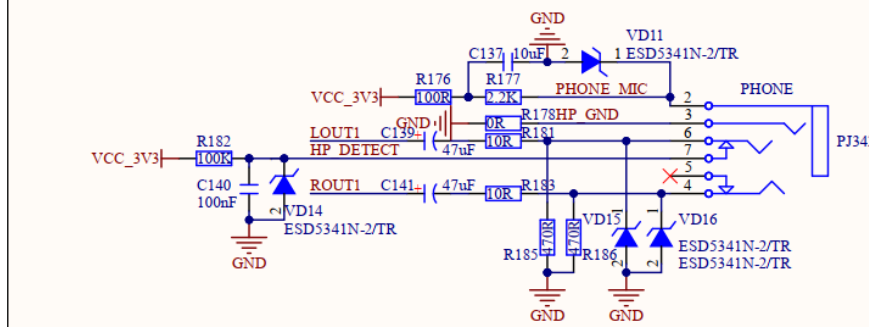 GND
VD11
C137
10uF
2
1
ESD5341N-2/TR
R176
R177
PHONE_MIC
PHONE
VCC_3V3
100R
2.2K
2
GND
0R
R178
HP_GND
3
R182
LOUT1
C139
+
10R
R181
6
PJ342
VCC_3V3
100K
HP_DETECT
47uF
7
5
C140
100nF
ROUT1
C141
+
47uF
10R
R183
4
2
VD14
ESD5341N-2/TR
470R
470R
VD15
1
1
VD16
R185
R186
2
2
ESD5341N-2/TR
ESD5341N-2/TR
GND
GND
GND